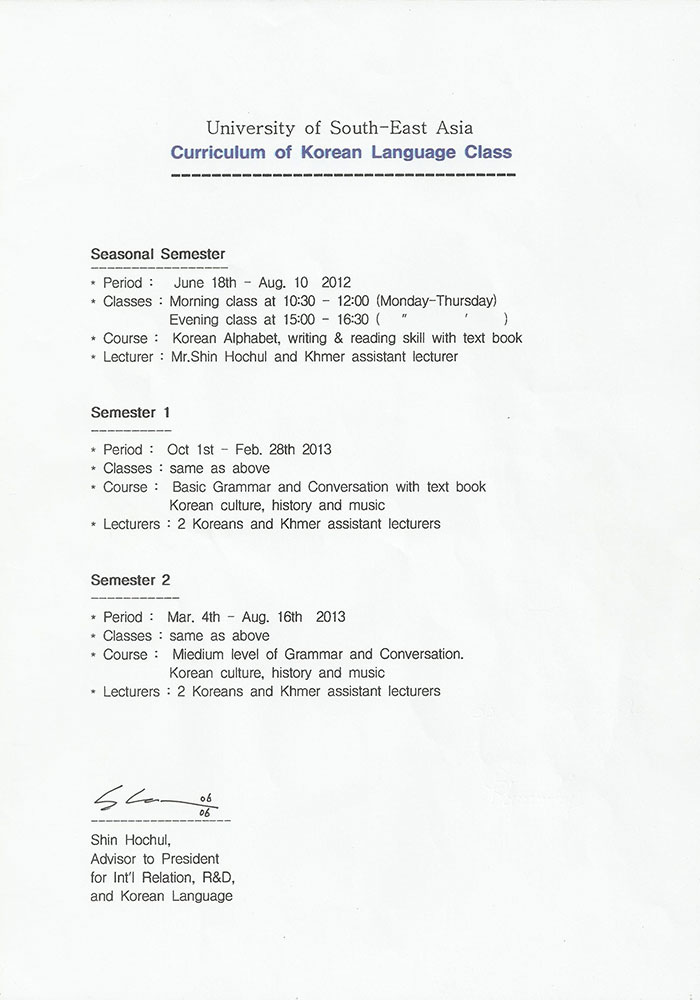 University of South-East Asia
Curriculum of Korean Language Class
Seasonal Semester
* Period : June 18th - Aug. 10 2012
* Classes : Morning class at 10:30 - 12:00 (Monday-Thursday)
Evening class at 15:00 - 16:30 ( " ' )
* Course : Korean Alphabet, writing & reading skill with text book
* Lecturer : Mr.Shin Hochul and Khmer assistant lecturer
Semester 1
* Period : Oct 1st - Feb. 28th 2013
* Classes : same as above
* Course : Basic Grammar and Conversation with text book
Korean culture, history and music
* Lecturers : 2 Koreans and Khmer assistant lecturers
Semester 2
* Period : Mar. 4th - Aug. 16th 2013
* Classes : same as above
* Course : Miedium level of Grammar and Conversation.
Korean culture, history and music
* Lecturers : 2 Koreans and Khmer assistant lecturers
06
06
Shin Hochul,
Advisor to President
for Int'l Relation, R&D,
and Korean Language